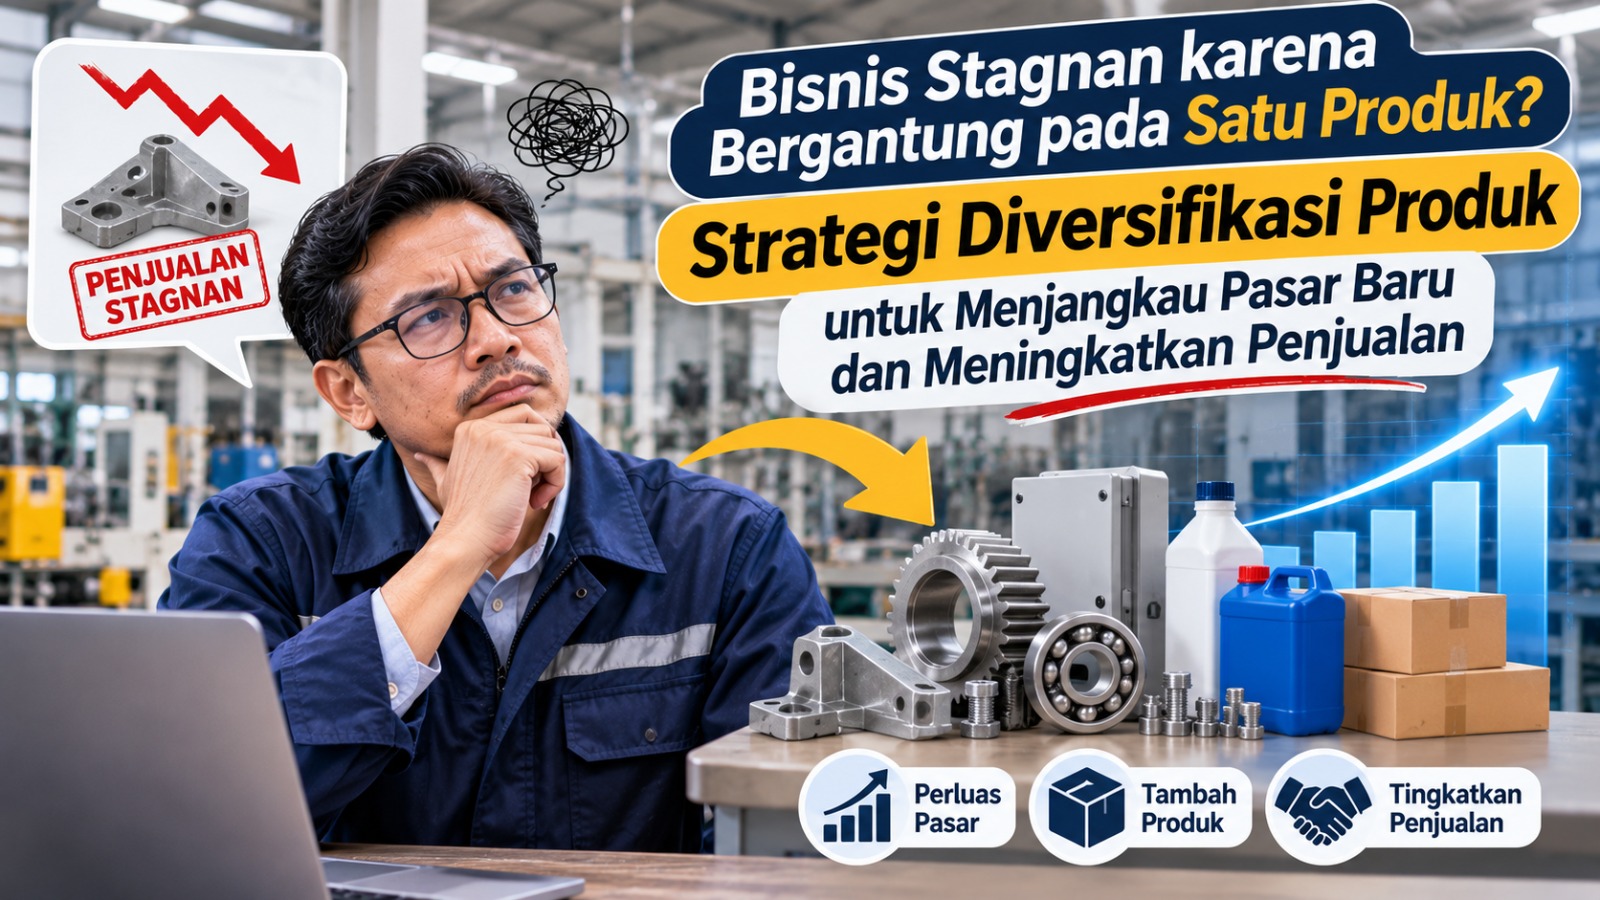 PENJUALAN
STAGNAN
Bisnis Stagnan karena
Bergantung pada Satu Produk?
Strategi Diversifikasi Produk
untuk Menjangkau Pasar Baru
dan Meningkatkan Penjualan
Perluas
Pasar
Tambah
Produk
Tingkatkan
Penjualan